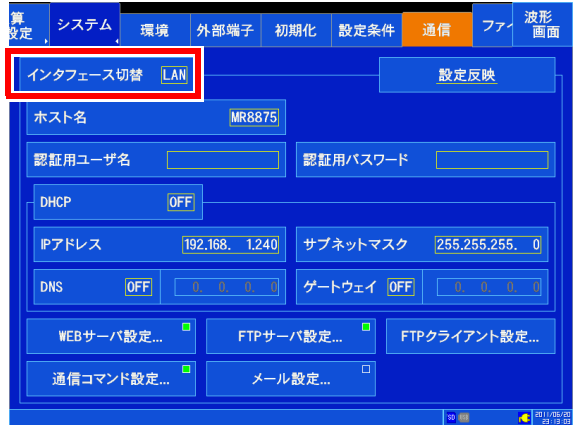 算
設定 システム 環境 外部端子 初期化 設定条件 通信 ファイ 波形
画面
インタフェース切替 LAN 設定反映
ホスト名 MR8875
認証用ユーザ名 認証用パスワード
DHCP OFF
IPアドレス 192.168. 1.240 サブネットマスク 255.255.255. 0
DNS OFF 0. 0. 0. 0 ゲートウェイ OFF 0. 0. 0. 0
WEBサーバ設定... FTPサーバ設定... FTPクライアント設定...
通信コマンド設定... メール設定...
SD 2011/06/20
23:13:03